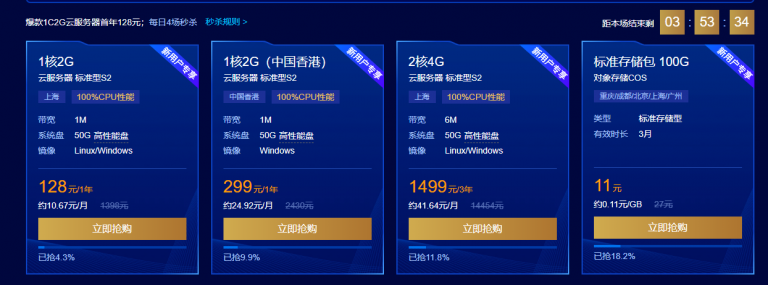 爆款1C2G云服务器首年128元；每日4场秒杀 秒杀规则 >
距本场结束剩 03 : 53 : 34
新用户专享
1核2G
云服务器 标准型S2
上海 100%CPU性能
带宽 1M
系统盘 50G 高性能盘
镜像 Linux/Windows
128元/1年
约10.67元/月 1398元
立即抢购
已抢4.3%
新用户专享
1核2G（中国香港）
云服务器 标准型S2
中国香港 100%CPU性能
带宽 1M
系统盘 50G 高性能盘
镜像 Windows
299元/1年
约24.92元/月 2430元
立即抢购
已抢9.9%
新用户专享
2核4G
云服务器 标准型S2
上海 100%CPU性能
带宽 6M
系统盘 50G 高性能盘
镜像 Linux/Windows
1499元/3年
约41.64元/月 14454元
立即抢购
已抢11.8%
新用户专享
标准存储包 100G
对象存储COS
重庆/成都/北京/上海/广州
类型 标准存储型
有效时长 3月
11元
约0.11元/GB 27元
立即抢购
已抢18.2%